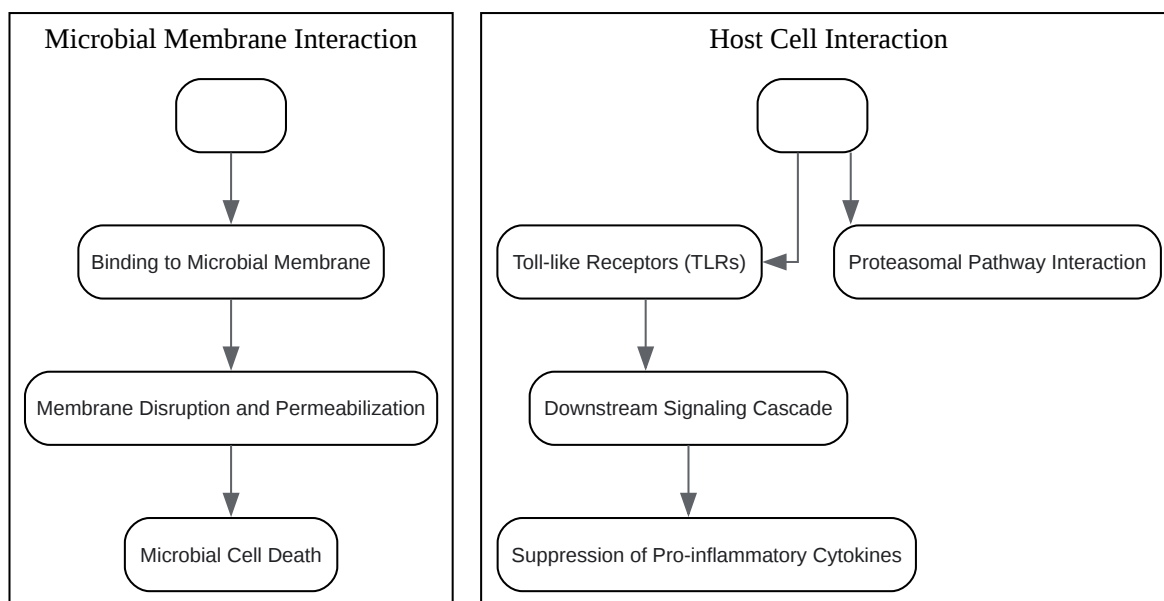 Microbial Membrane Interaction
Binding to Microbial Membrane
Membrane Disruption and Permeabilization
Microbial Cell Death
Host Cell Interaction
Toll-like Receptors (TLRs)
Proteasomal Pathway Interaction
Downstream Signaling Cascade
Suppression of Pro-inflammatory Cytokines